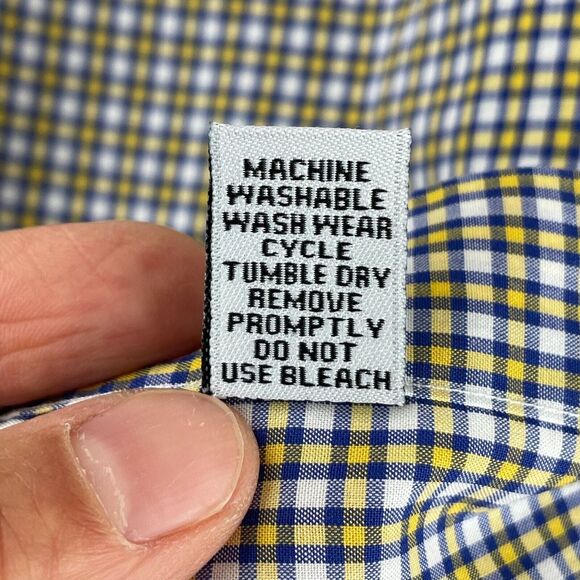 MACHINE
WASHABLE
WASH WEAR
CYCLE
TUMBLE DRY
REMOVE
PROMPTLY
DO NOT
USE BLEACH